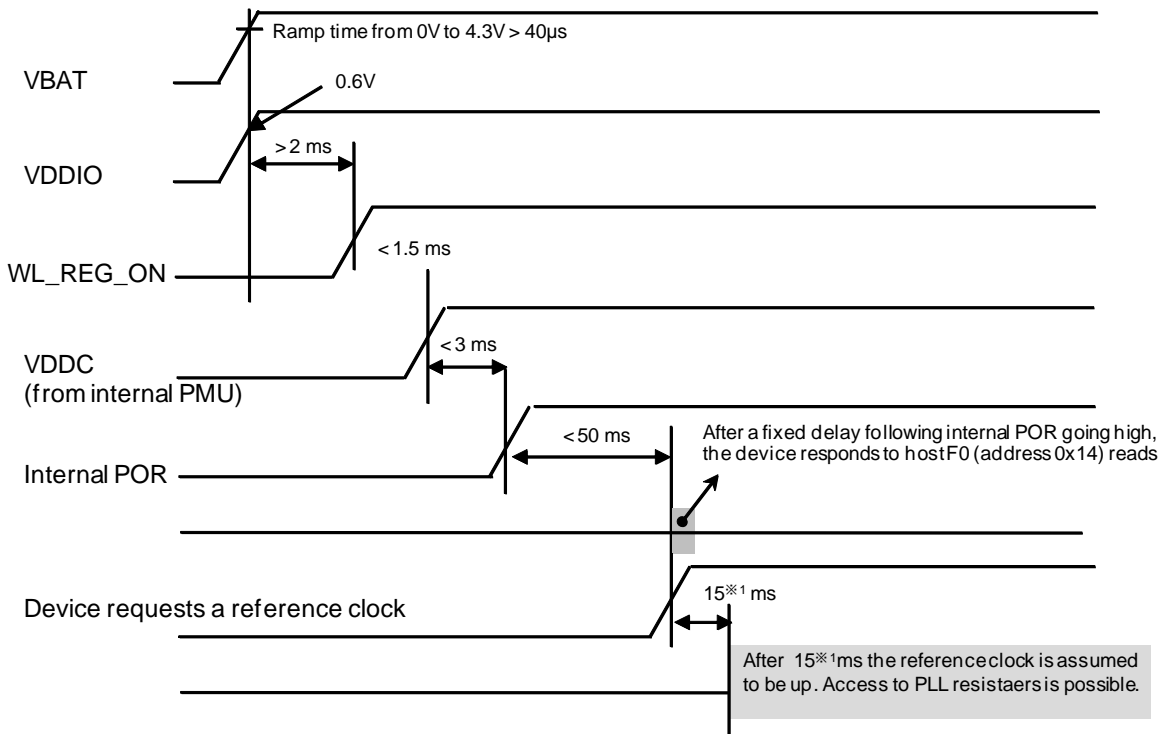 Ramp time from 0V to 4.3V > 40µs
VBAT
0.6V
>2 ms
VDDIO
<1.5 ms
WL_REG_ON
<3 ms
VDDC
(from internal PMU)
<50 ms
After a fixed delay following internal POR going high,
the device responds to host F0 (address 0x14) reads
Internal POR
15※1 ms
Device requests a reference clock
After 15※1ms the reference clock is assumed
to be up. Access to PLL resistaers is possible.